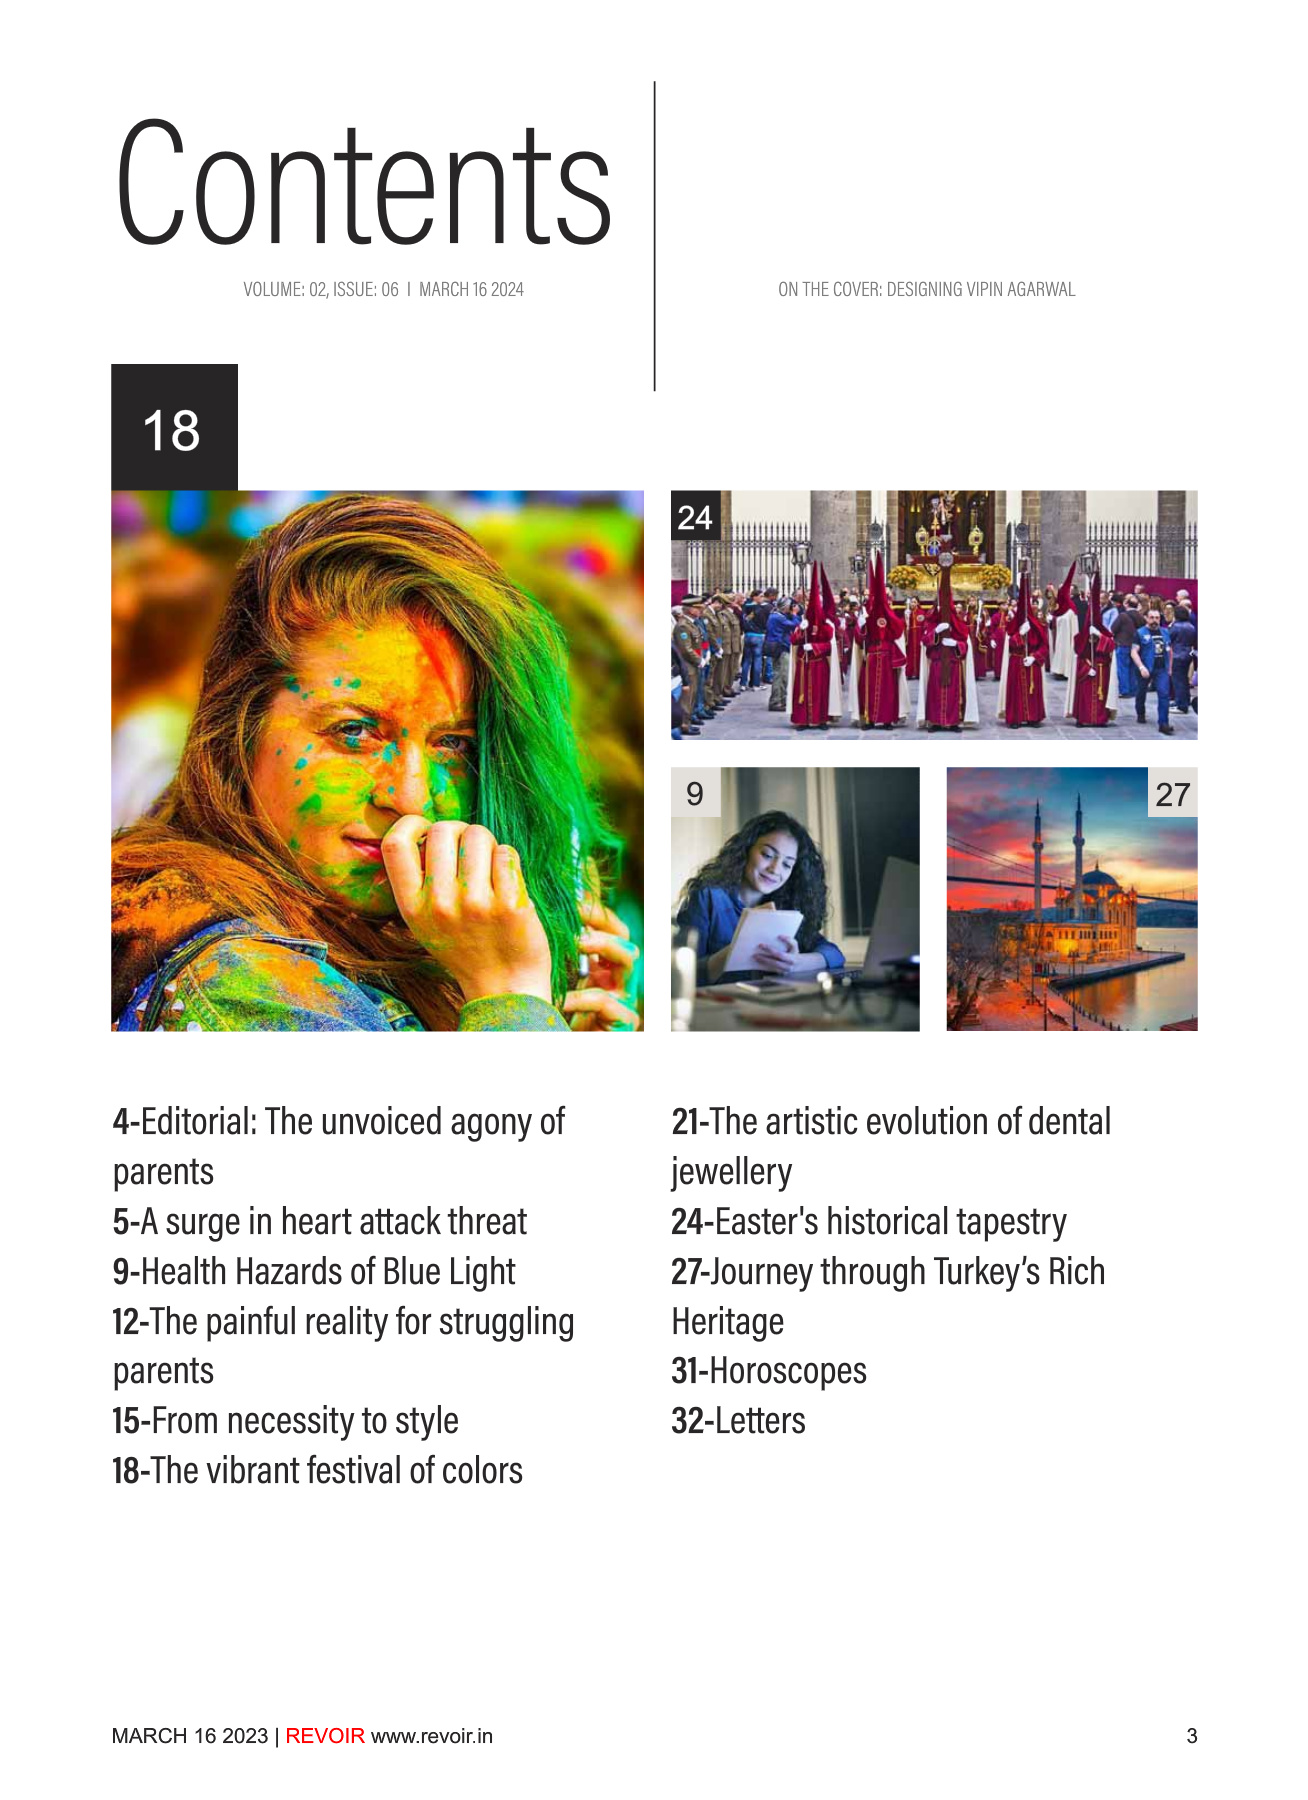 Contents
VOLUME: 02, ISSUE: 06 I MARCH 16 2024
ON THE COVER: DESIGNING VIPIN AGARWAL
18
24
9
27
4-Editorial: The unvoiced agony of
parents
5-A surge in heart attack threat
9-Health Hazards of Blue Light
12-The painful reality for struggling
parents
15-From necessity to style
18-The vibrant festival of colors
21-The artistic evolution of dental
jewellery
24-Easter's historical tapestry
27-Journey through Turkey’s Rich
Heritage
31-Horoscopes
32-Letters
MARCH 16 2023 | REVOIR www.revoir.in
3